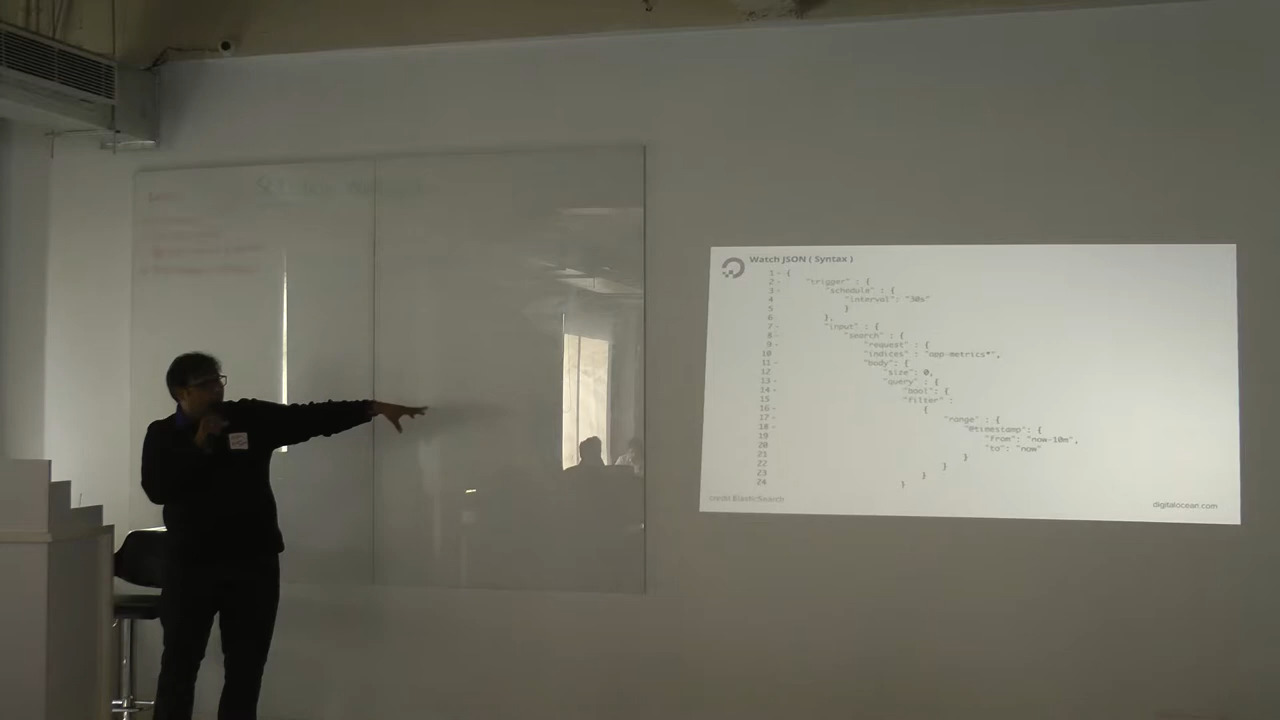 Watch JSON ( Syntax )
1 - {
2 - "trigger" : {
3 - "schedule" : {
4 "interval": "30s"
5 }
6 },
7 - "input" : {
8 - "search" : {
9 - "request" : {
10 "indices" : "app-metrics*",
11 - "body": {
12 "size": 0,
13 - "query" : {
14 - "bool": {
15 "filter" :
16 - {
17 - "range" : {
18 - "@timestamp": {
19 "from": "now-10m",
20 "to": "now"
21 }
22 }
23 }
24 }
credit ElasticSearch
digitalocean.com